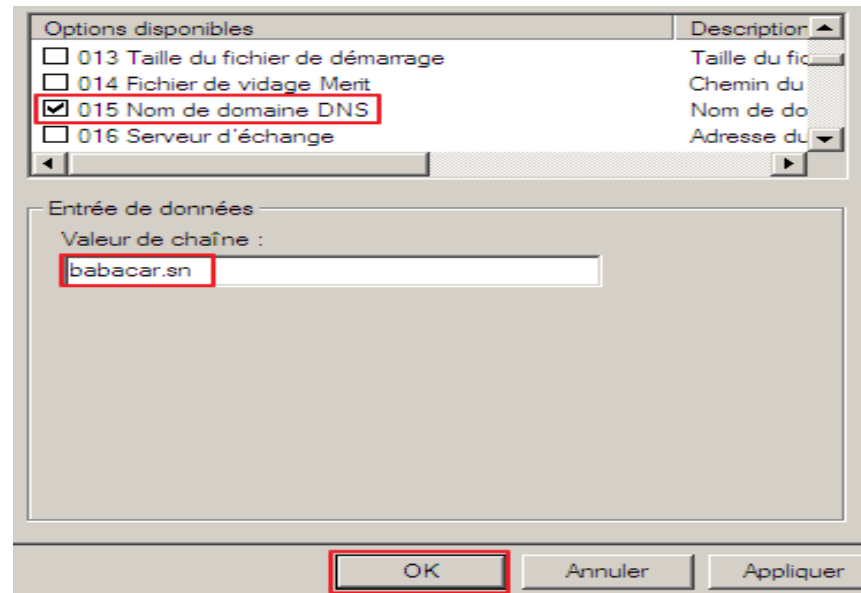 Options disponibles Description
013 Taille du fichier de démarrage Taille du fic
014 Fichier de vidage Merit Chemin du
015 Nom de domaine DNS Nom de do
016 Serveur d'échange Adresse du
Entrée de données
Valeur de chaîne :
babacar.sn
OK Annuler Appliquer